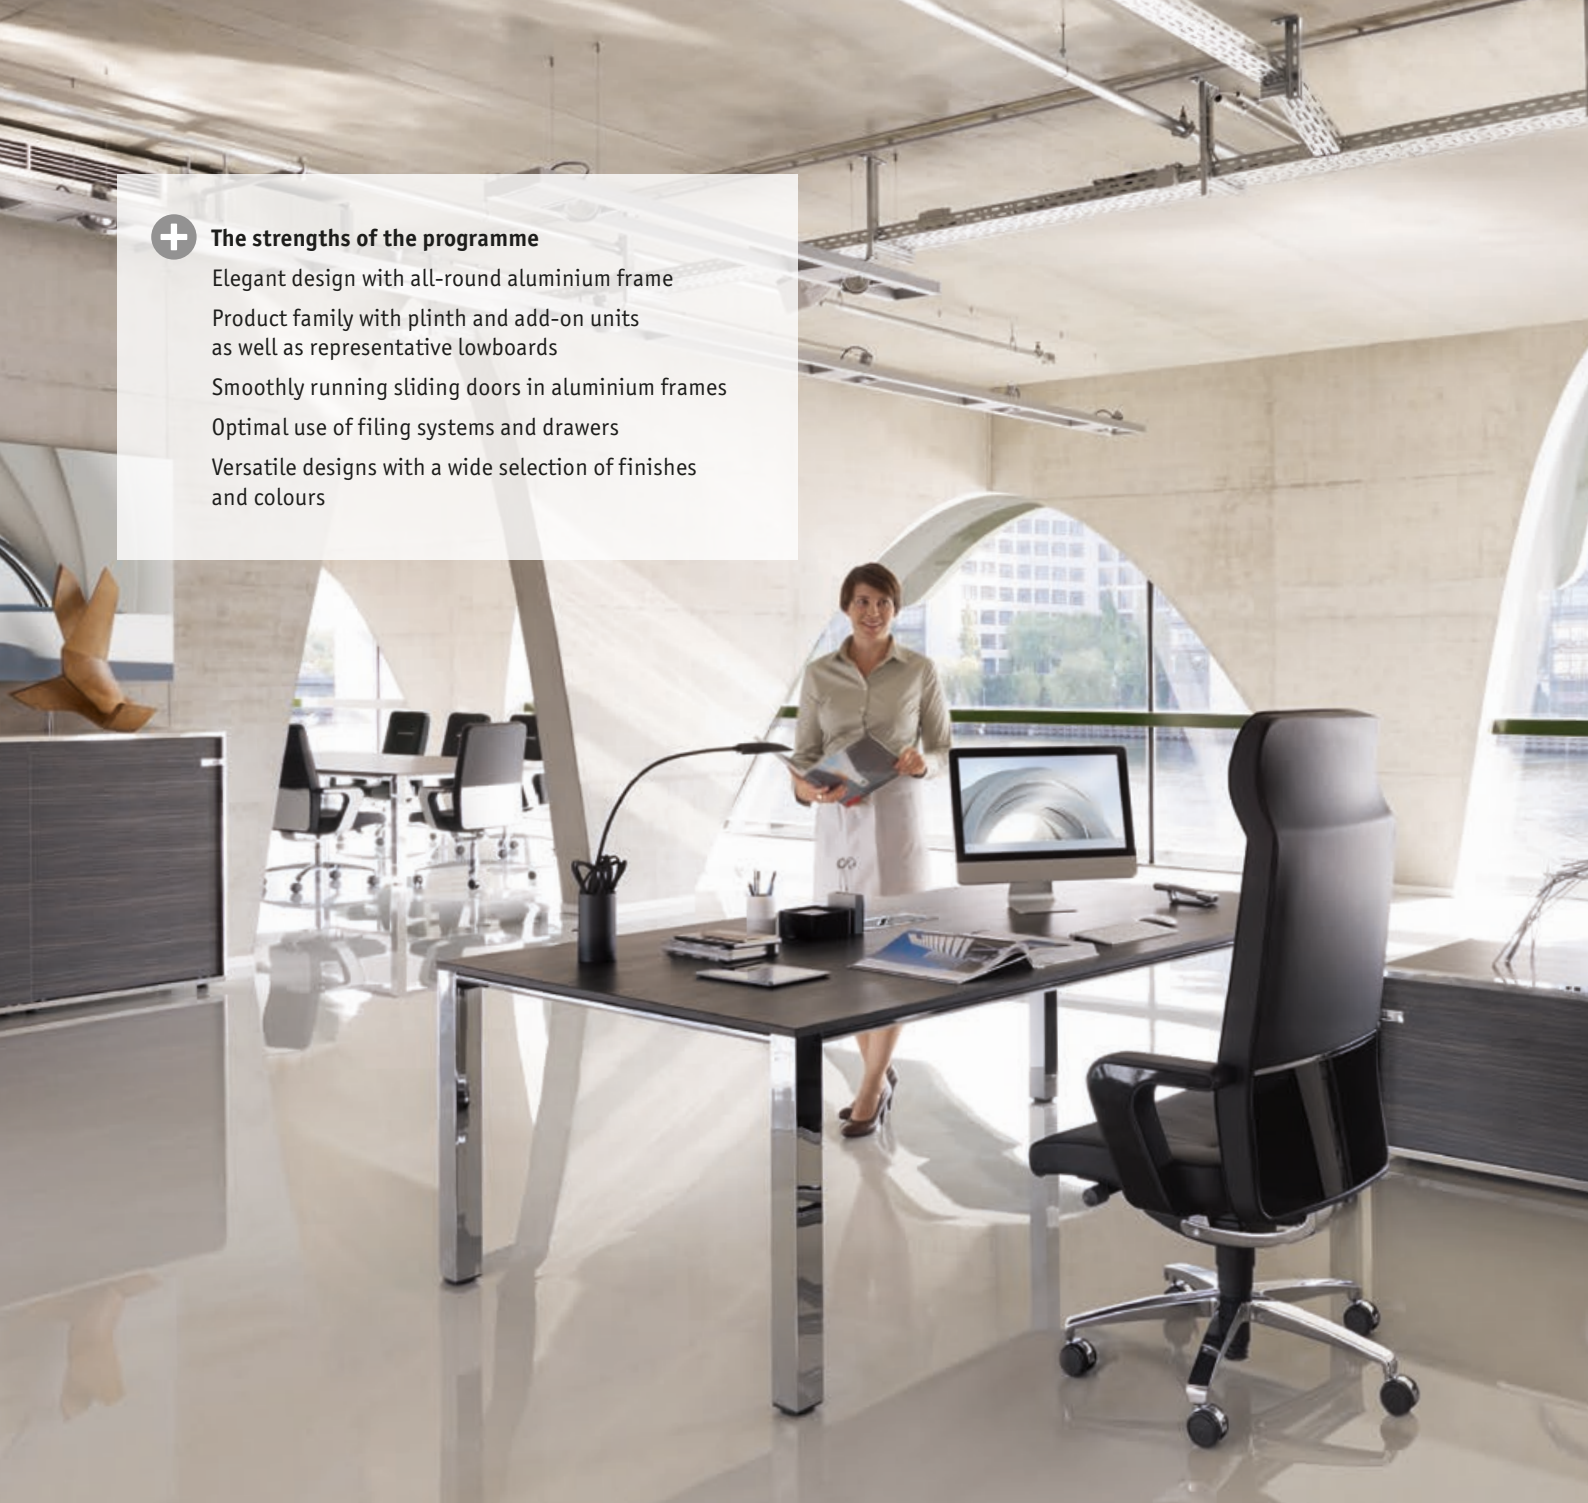 The strengths of the programme
Elegant design with all-round aluminium frame
Product family with plinth and add-on units
as well as representative lowboards
Smoothly running sliding doors in aluminium frames
Optimal use of filing systems and drawers
Versatile designs with a wide selection of finishes
and colours